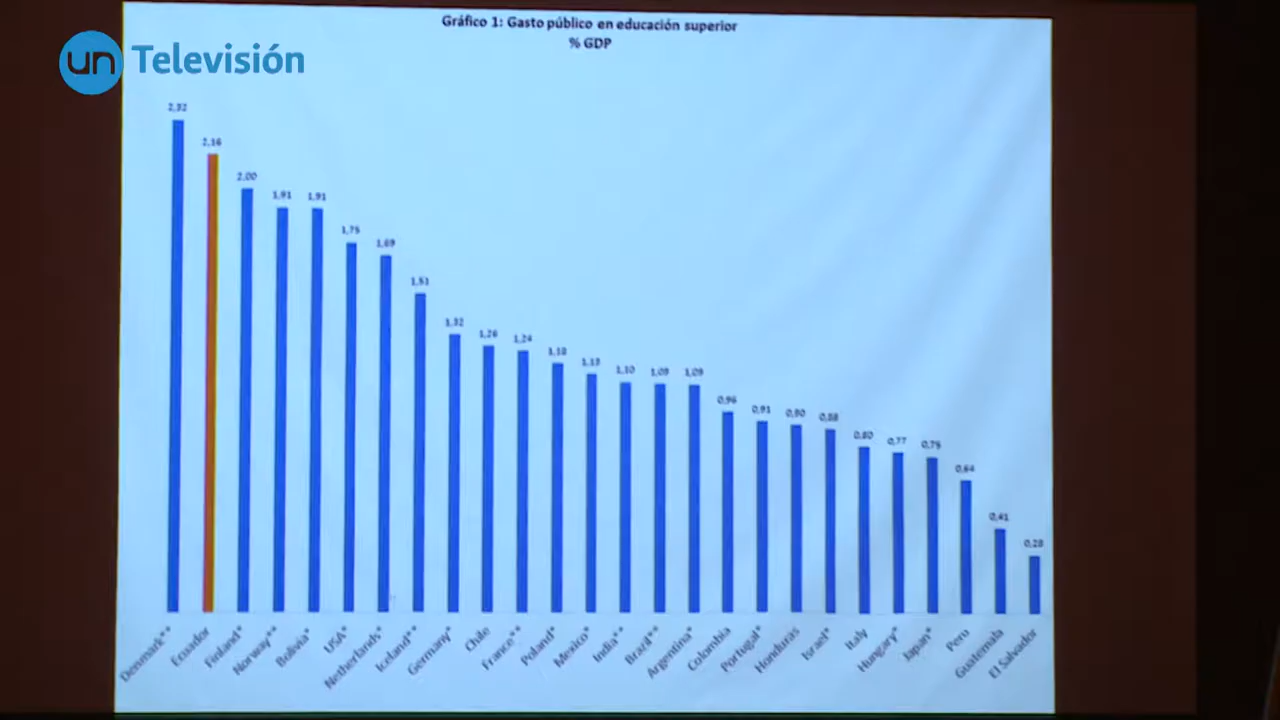 un Televisión
Gráfico 1: Gasto público en educación superior
% GDP
2,32
2,16
2,00
1,91
1,91
1,75
1,69
1,51
1,32
1,26
1,24
1,18
1,13
1,10
1,09
1,09
0,96
0,91
0,90
0,88
0,80
0,77
0,75
0,64
0,41
0,28
Denmark**
Ecuador
Finland*
Norway**
Bolivia*
USA*
Netherlands*
Iceland**
Germany*
Chile
France**
Poland*
Mexico*
India**
Brazil**
Argentina*
Colombia
Portugal*
Honduras
Israel*
Italy
Hungary*
Japan*
Peru
Guatemala
El Salvador